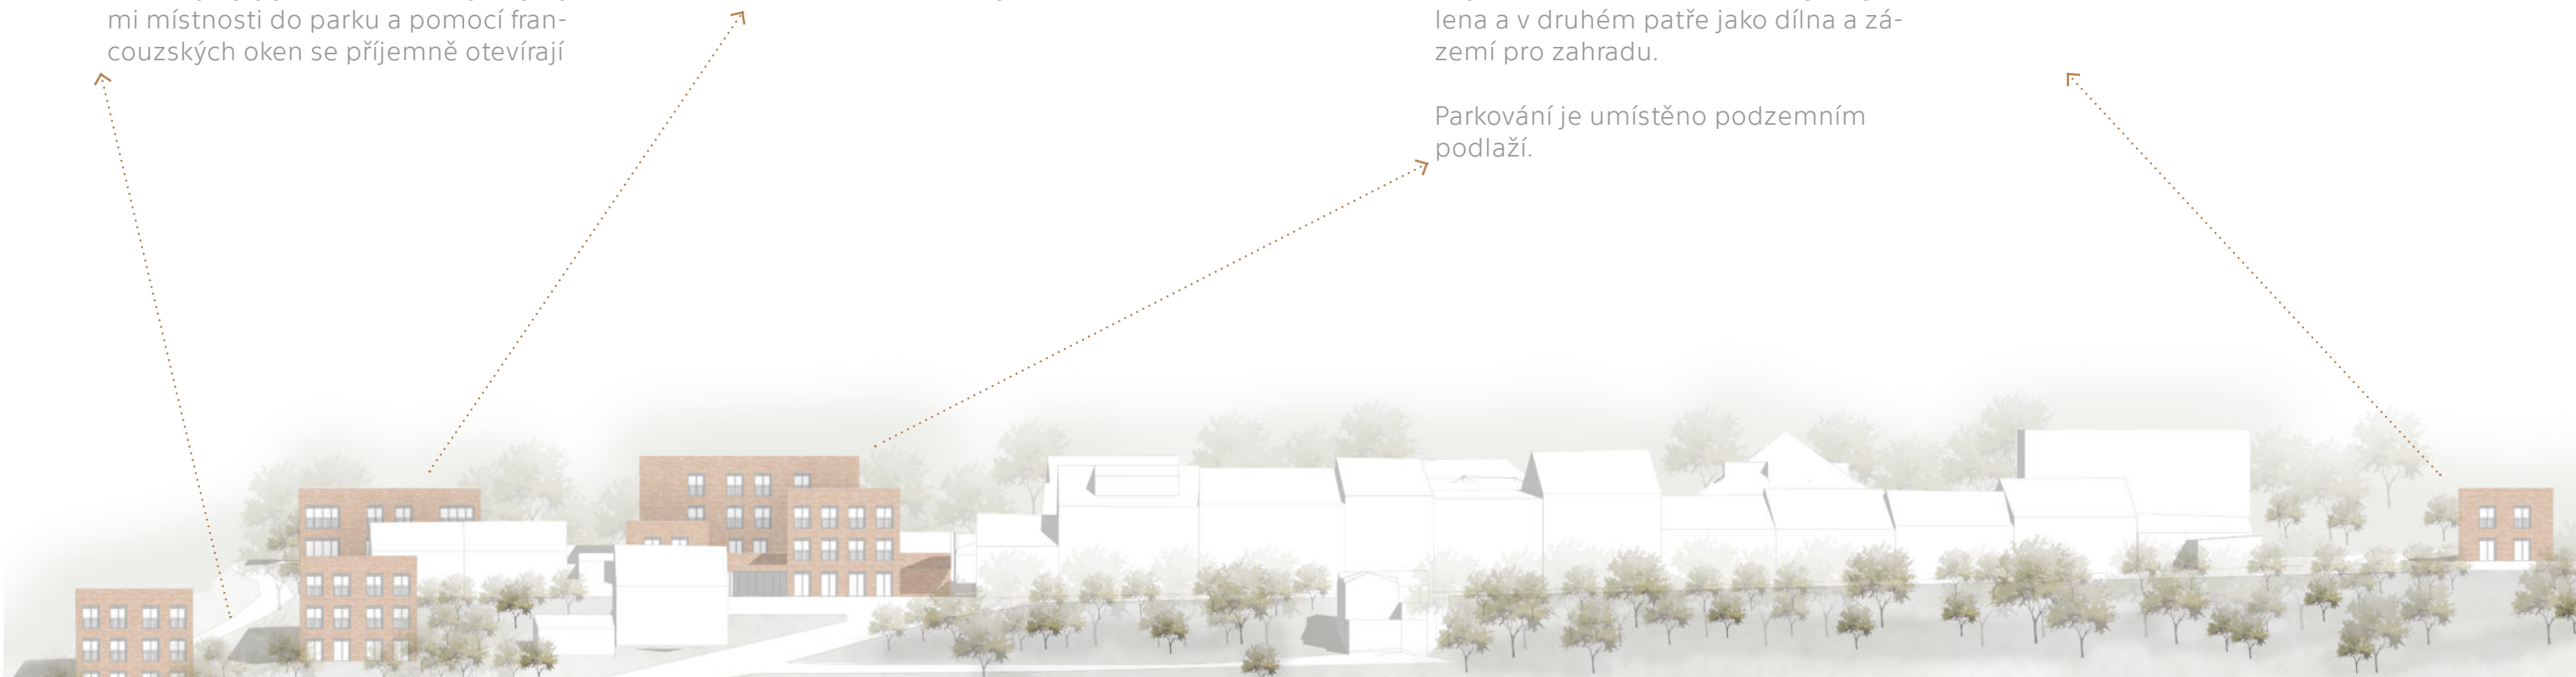 mi místnosti do parku a pomocí fran-
couzských oken se příjemně otevírají
lena a v druhém patře jako dílna a zá-
zemí pro zahradu.
Parkování je umístěno podzemním
podlaží.